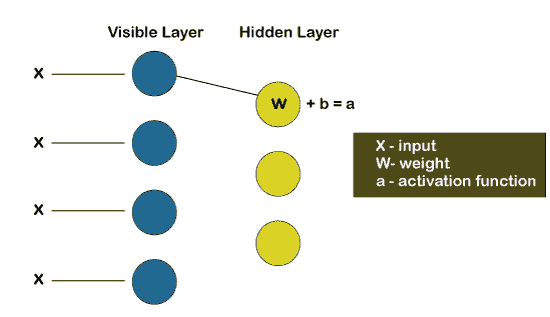 Visible Layer Hidden Layer
X
W + b = a
X
X
X
X - input
W- weight
a - activation function